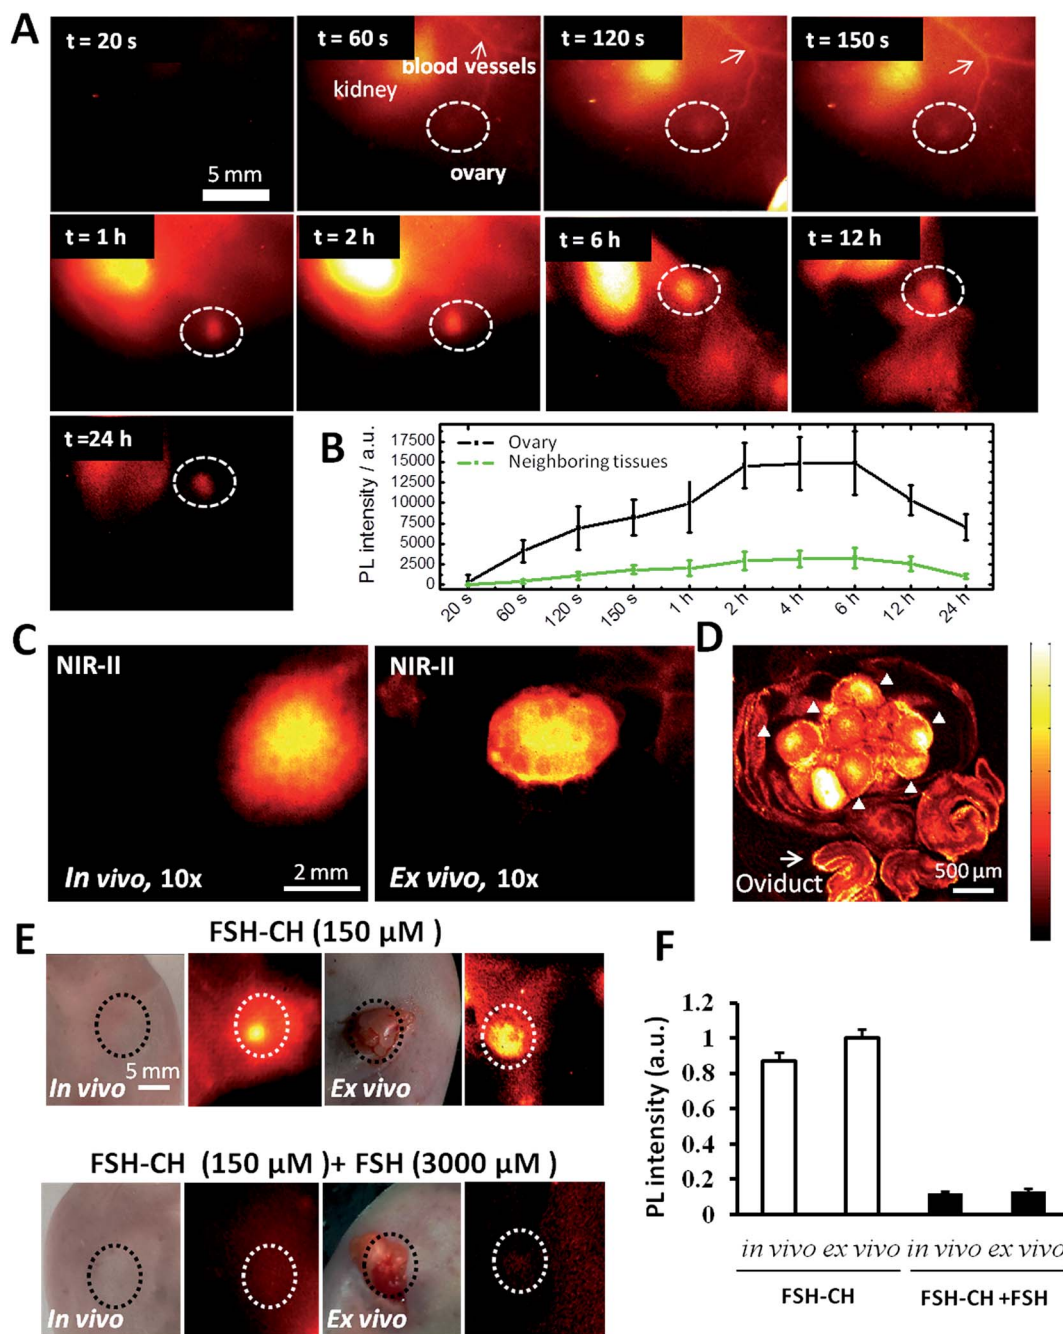 A
t = 20 s
5 mm
t = 60 s
blood vessels
kidney
ovary
t = 120 s
t = 150 s
t = 1 h
t = 2 h
t = 6 h
t = 12 h
t =24 h
B
PL intensity / a.u.
17500
15000
12500
10000
7500
5000
2500
0
Ovary
Neighboring tissues
20 s
60 s
120 s
150 s
1 h
2 h
4 h
6 h
12 h
24 h
C
NIR-II
In vivo, 10x
2 mm
NIR-II
Ex vivo, 10x
D
Oviduct
500 µm
E
FSH-CH (150 µM )
In vivo
5 mm
Ex vivo
FSH-CH (150 µM )+ FSH (3000 µM )
In vivo
Ex vivo
F
PL intensity (a.u.)
1.2
1
0.8
0.6
0.4
0.2
0
in vivo ex vivo in vivo ex vivo
FSH-CH
FSH-CH +FSH